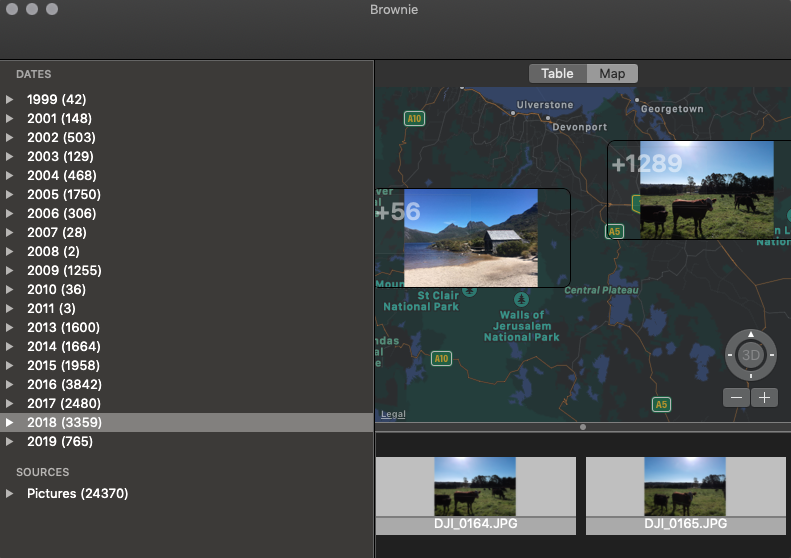 Brownie
DATES
1999 (42)
2001 (148)
2002 (503)
2003 (129)
2004 (468)
2005 (1750)
2006 (306)
2007 (28)
2008 (2)
2009 (1255)
2010 (36)
2011 (3)
2013 (1600)
2014 (1664)
2015 (1958)
2016 (3842)
2017 (2480)
2018 (3359)
2019 (765)
SOURCES
Pictures (24370)
Table Map
Ulverstone
Georgetown
A10
Devonport
+1289
+56
A5
National
Central Plateau
St Clair
National Park
Walls of
Jerusalem
National Park
A10
3D
A5
Legal
DJI_0164.JPG
DJI_0165.JPG